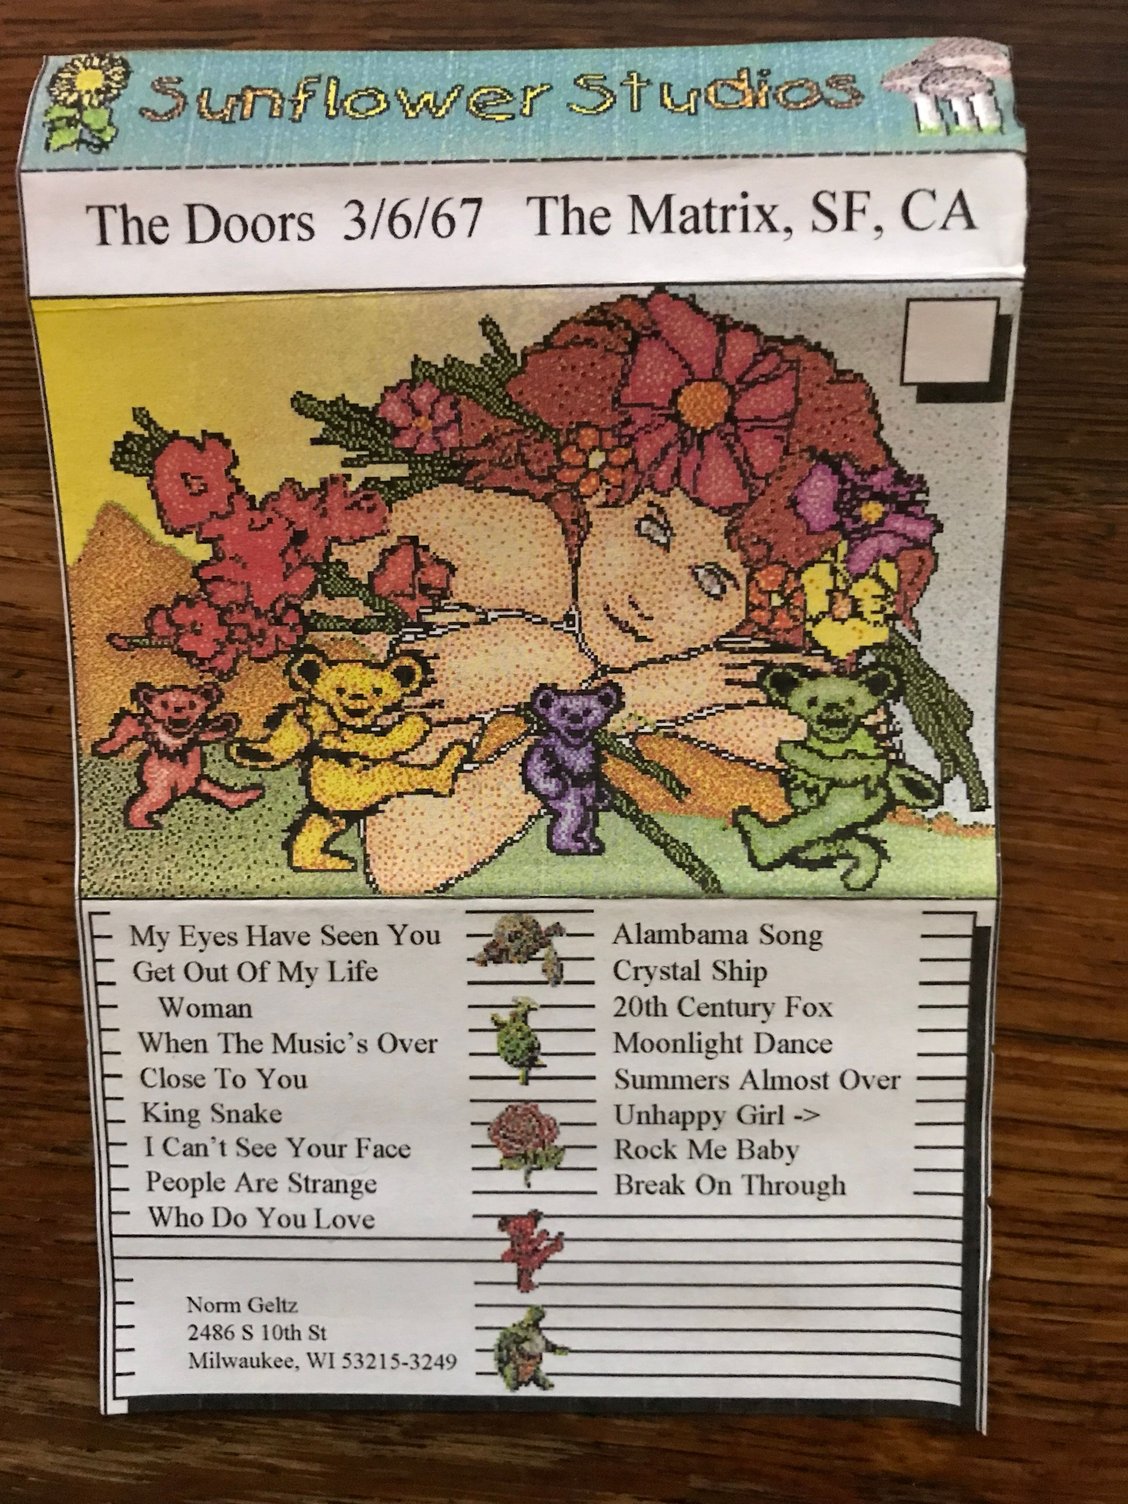 Sunflower Studios
The Doors 3/6/67 The Matrix, SF, CA
My Eyes Have Seen You
Get Out Of My Life
Woman
When The Music's Over
Close To You
King Snake
I Can't See Your Face
People Are Strange
Who Do You Love
Alambama Song
Crystal Ship
20th Century Fox
Moonlight Dance
Summers Almost Over
Unhappy Girl ->
Rock Me Baby
Break On Through
Norm Geltz
2486 S 10th St
Milwaukee, WI 53215-3249